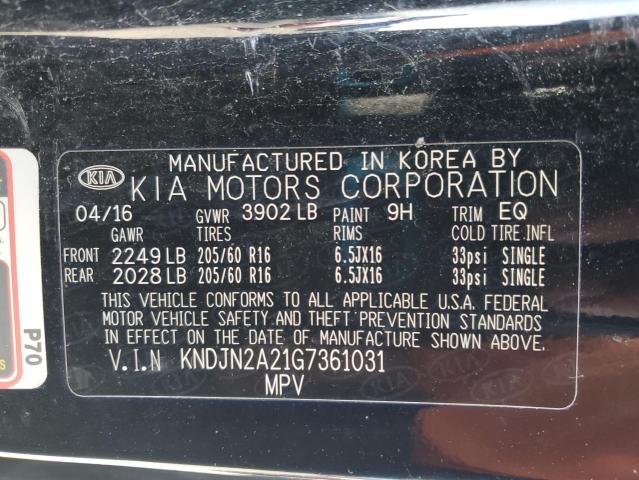 KIA
MANUFACTURED IN KOREA BY
KIA MOTORS CORPORATION
04/16 GVWR 3902 LB PAINT 9H TRIM EQ
GAWR TIRES RIMS COLD TIRE INFL
FRONT 2249 LB 205/60 R16 6.5JX16 33psi SINGLE
REAR 2028 LB 205/60 R16 6.5JX16 33psi SINGLE
THIS VEHICLE CONFORMS TO ALL APPLICABLE U.S.A. FEDERAL
MOTOR VEHICLE SAFETY AND THEFT PREVENTION STANDARDS
IN EFFECT ON THE DATE OF MANUFACTURE SHOWN ABOVE.
V.I.N KNDJN2A21G7361031
MPV
P70